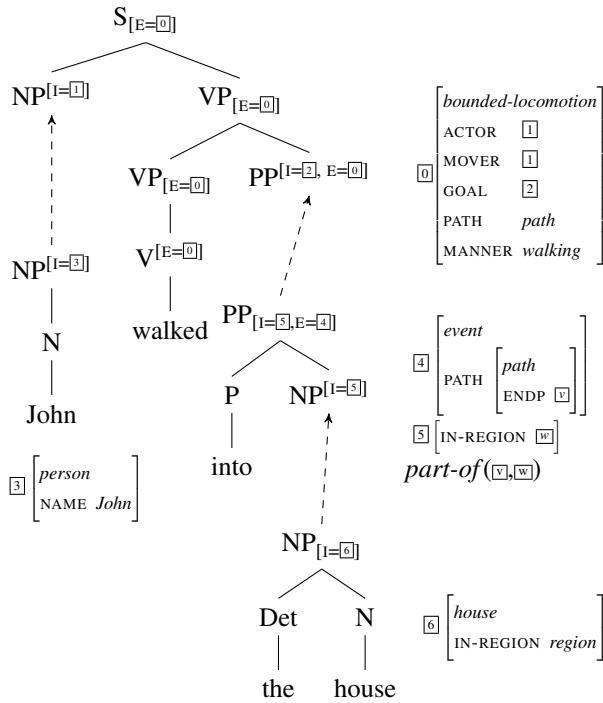 S[E=0]
NP[I=1] VP[E=0]
VP[E=0] PP[I=2, E=0]
0 [bounded-locomotion
ACTOR 1
MOVER 1
GOAL 2
PATH path
MANNER walking]
NP[I=3] V[E=0]
N walked PP[I=5,E=4]
John P NP[I=5]
into
4 [event
PATH [path
ENDP v]]
5 [IN-REGION w]
part-of(v,w)
3 [person
NAME John]
NP[I=6]
Det N
the house
6 [house
IN-REGION region]